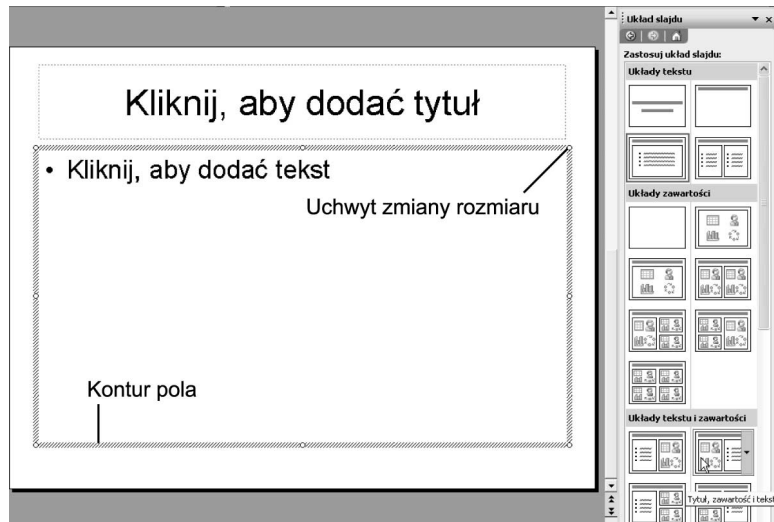 Kliknij, aby dodać tytuł
• Kliknij, aby dodać tekst
Uchwyt zmiany rozmiaru
Kontur pola
Układ slajdu
Zastosuj układ slajdu:
Układy tekstu
Układy zawartości
Układy tekstu i zawartości
Tytuł, zawartość i tekst